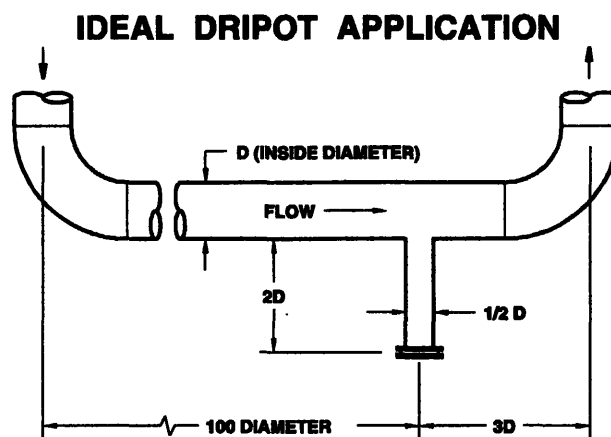 IDEAL DRIPOT APPLICATION
D (INSIDE DIAMETER)
FLOW
2D
1/2 D
100 DIAMETER
3D